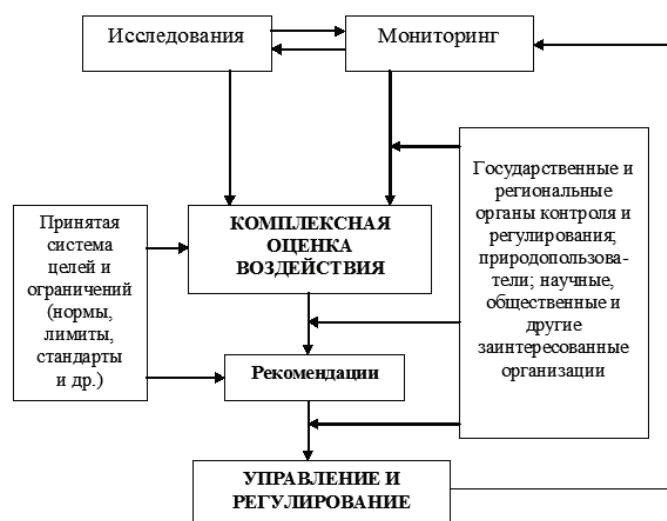 Исследования
Мониторинг
Государственные и
региональные
органы контроля и
регулирования;
природопользова-
тели; научные,
общественные и
другие
заинтересованные
организации
Принятая
система
целей и
ограничений
(нормы,
лимиты,
стандарты
и др.)
КОМПЛЕКСНАЯ
ОЦЕНКА
ВОЗДЕЙСТВИЯ
Рекомендации
УПРАВЛЕНИЕ И
РЕГУЛИРОВАНИЕ